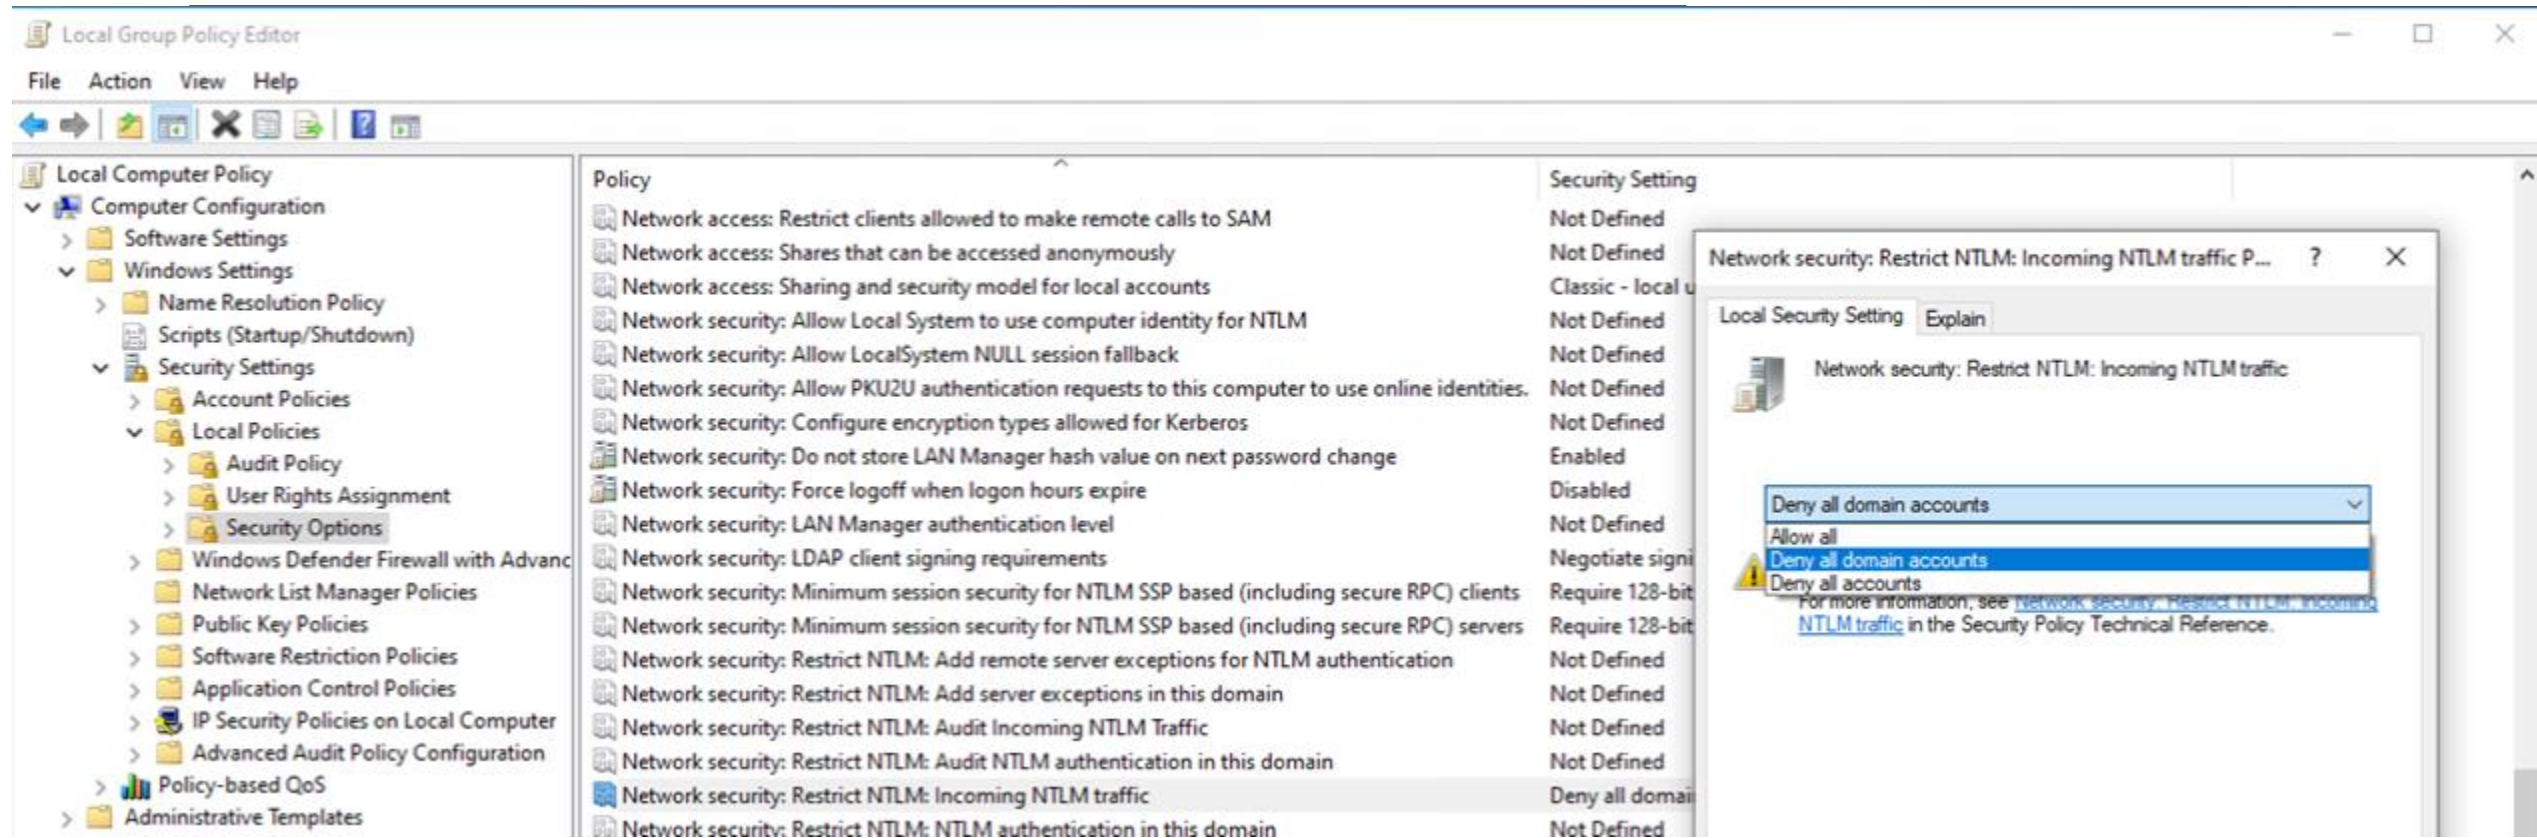 Local Group Policy Editor
File Action View Help
Local Computer Policy
Computer Configuration
Software Settings
Windows Settings
Name Resolution Policy
Scripts (Startup/Shutdown)
Security Settings
Account Policies
Local Policies
Audit Policy
User Rights Assignment
Security Options
Windows Defender Firewall with Advanc
Network List Manager Policies
Public Key Policies
Software Restriction Policies
Application Control Policies
IP Security Policies on Local Computer
Advanced Audit Policy Configuration
Policy-based QoS
Administrative Templates
Policy Security Setting
Network access: Restrict clients allowed to make remote calls to SAM Not Defined
Network access: Shares that can be accessed anonymously Not Defined
Network access: Sharing and security model for local accounts Classic - local u
Network security: Allow Local System to use computer identity for NTLM Not Defined
Network security: Allow LocalSystem NULL session fallback Not Defined
Network security: Allow PKU2U authentication requests to this computer to use online identities. Not Defined
Network security: Configure encryption types allowed for Kerberos Not Defined
Network security: Do not store LAN Manager hash value on next password change Enabled
Network security: Force logoff when logon hours expire Disabled
Network security: LAN Manager authentication level Not Defined
Network security: LDAP client signing requirements Negotiate signi
Network security: Minimum session security for NTLM SSP based (including secure RPC) clients Require 128-bit
Network security: Minimum session security for NTLM SSP based (including secure RPC) servers Require 128-bit
Network security: Restrict NTLM: Add remote server exceptions for NTLM authentication Not Defined
Network security: Restrict NTLM: Add server exceptions in this domain Not Defined
Network security: Restrict NTLM: Audit Incoming NTLM Traffic Not Defined
Network security: Restrict NTLM: Audit NTLM authentication in this domain Not Defined
Network security: Restrict NTLM: Incoming NTLM traffic Deny all domai
Network security: Restrict NTLM: NTLM authentication in this domain Not Defined
Network security: Restrict NTLM: Incoming NTLM traffic P... ?
Local Security Setting Explain
Network security: Restrict NTLM: Incoming NTLM traffic
Deny all domain accounts
Allow all
Deny all domain accounts
Deny all accounts
For more information, see Network security: Restrict NTLM: Incoming
NTLM traffic in the Security Policy Technical Reference.